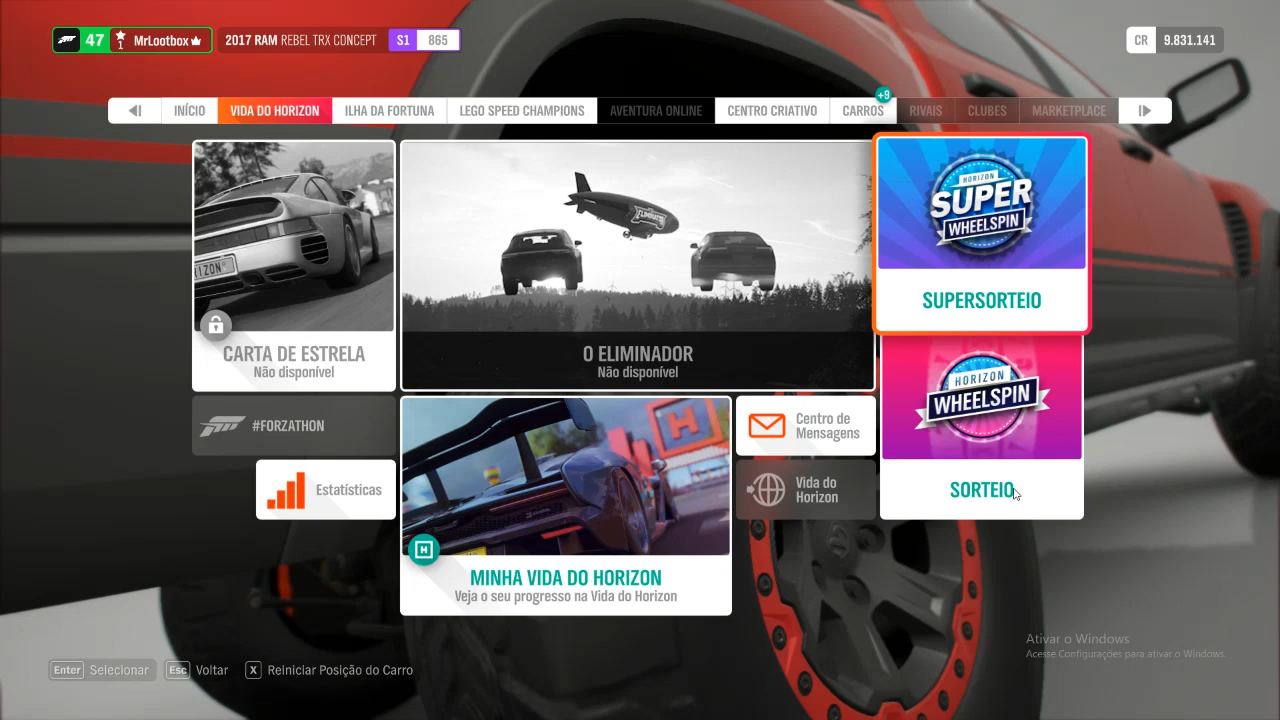 47
1
MrLootbox
2017 RAM REBEL TRX CONCEPT
S1 865
CR 9.831.141
INÍCIO
VIDA DO HORIZON
ILHA DA FORTUNA
LEGO SPEED CHAMPIONS
AVENTURA ONLINE
CENTRO CRIATIVO
CARROS
+9
RIVAIS
CLUBES
MARKETPLACE
CARTA DE ESTRELA
Não disponível
O ELIMINADOR
Não disponível
HORIZON
SUPER
WHEELSPIN
SUPERSORTEIO
#FORZATHON
Estatísticas
MINHA VIDA DO HORIZON
Veja o seu progresso na Vida do Horizon
Centro de
Mensagens
Vida do
Horizon
HORIZON
WHEELSPIN
SORTEIO
Enter Selecionar
Esc Voltar
X Reiniciar Posição do Carro
Ativar o Windows
Acesse Configurações para ativar o Windows.